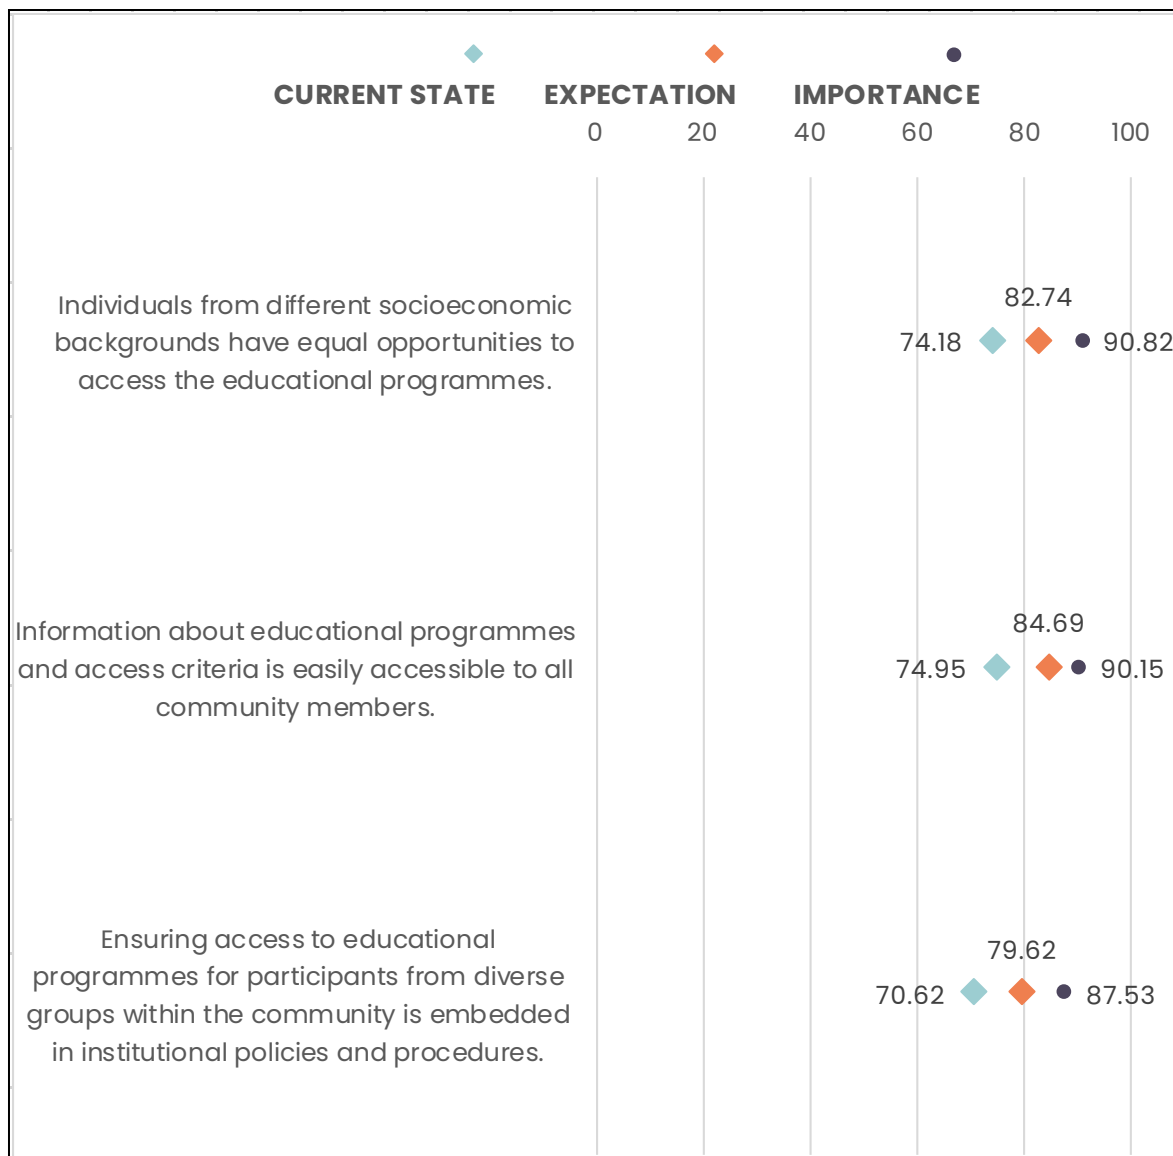 CURRENT STATE EXPECTATION IMPORTANCE
0 20 40 60 80 100
Individuals from different socioeconomic
backgrounds have equal opportunities to
access the educational programmes.
82.74
74.18 90.82
Information about educational programmes
and access criteria is easily accessible to all
community members.
84.69
74.95 90.15
Ensuring access to educational
programmes for participants from diverse
groups within the community is embedded
in institutional policies and procedures.
79.62
70.62 87.53